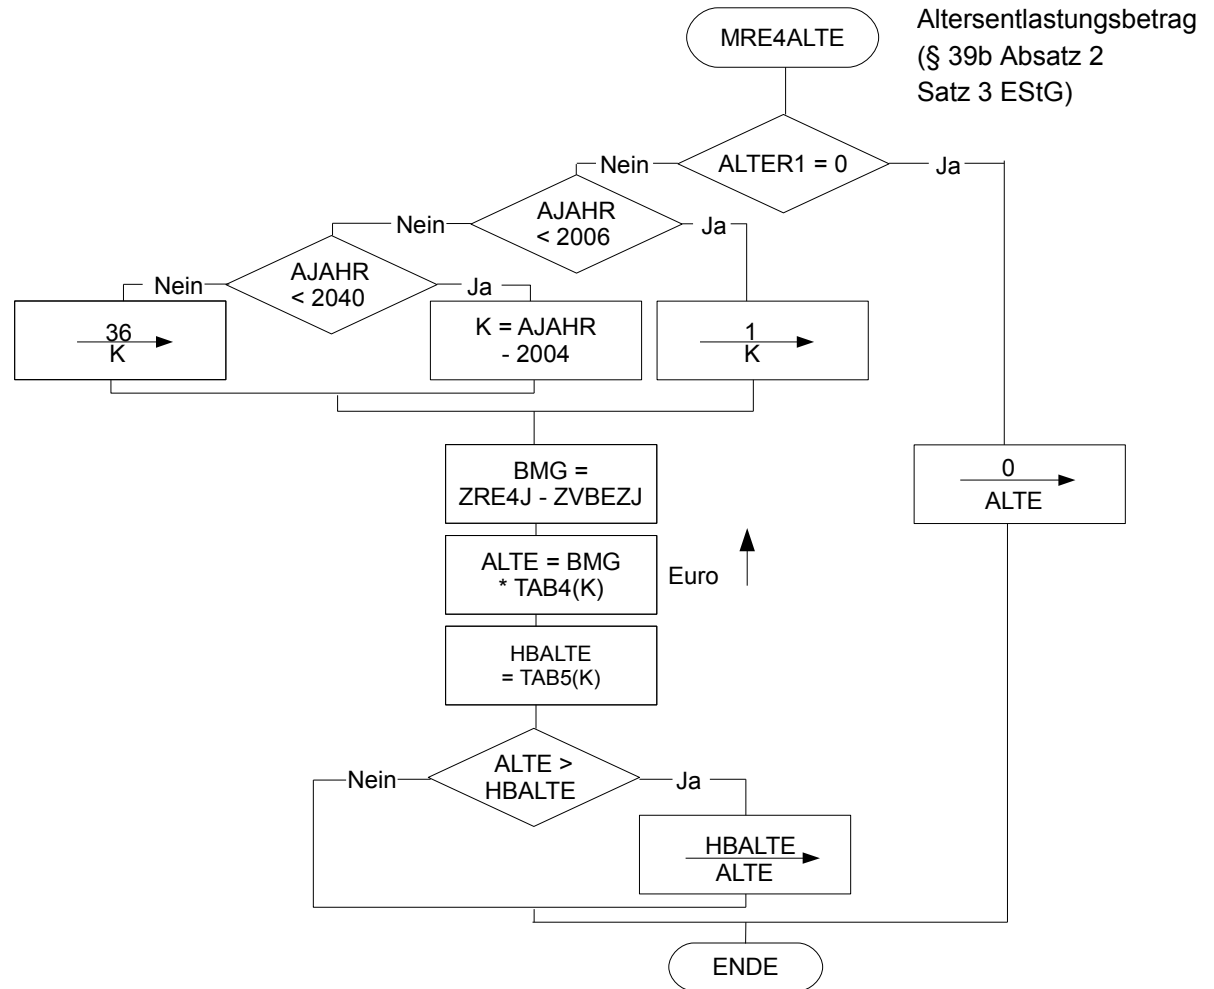 MRE4ALTE
Altersentlastungsbetrag
(§ 39b Absatz 2
Satz 3 EStG)
ALTER1 = 0
Nein
Ja
AJAHR
< 2006
Nein
Ja
AJAHR
< 2040
Nein
Ja
36
K
K = AJAHR
- 2004
1
K
BMG =
ZRE4J - ZVBEZJ
0
ALTE
ALTE = BMG
* TAB4(K)
Euro
HBALTE
= TAB5(K)
ALTE >
HBALTE
Nein
Ja
HBALTE
ALTE
ENDE